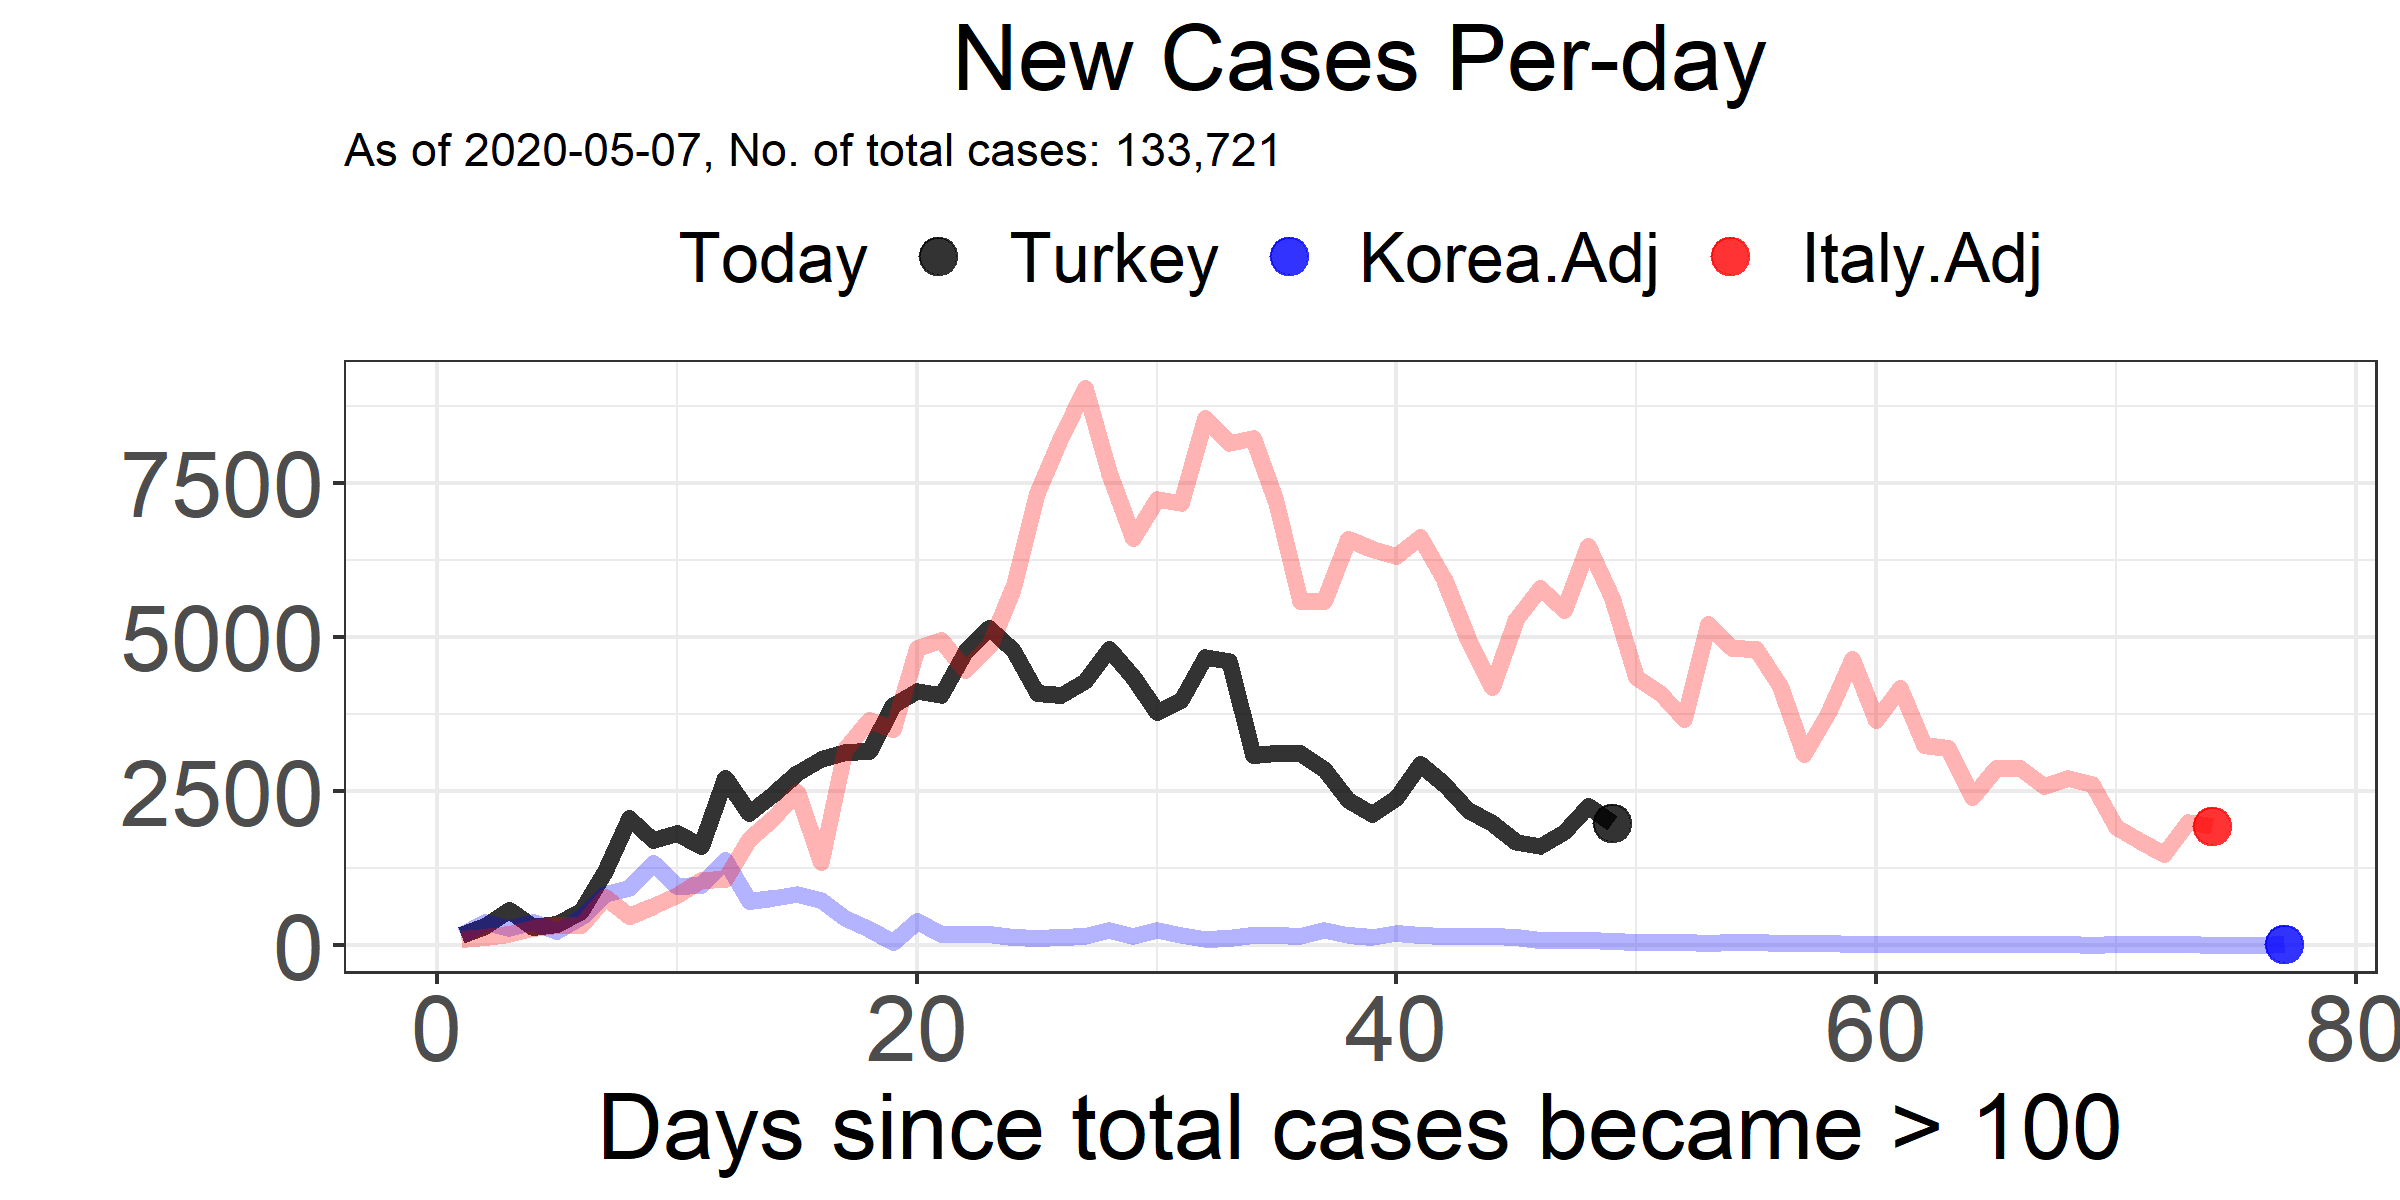 New Cases Per-day
As of 2020-05-07, No. of total cases: 133,721
Today Turkey Korea.Adj Italy.Adj
7500
5000
2500
0
0 20 40 60 80
Days since total cases became > 100